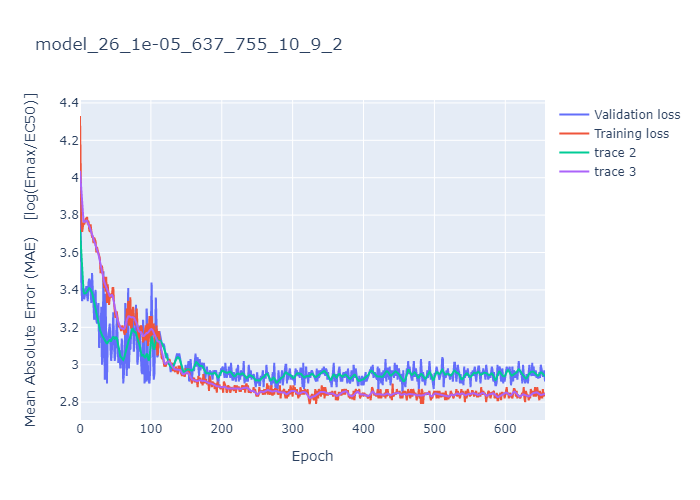 model_26_1e-05_637_755_10_9_2
Mean Absolute Error (MAE) [log(Emax/EC50)]
4.4
4.2
4
3.8
3.6
3.4
3.2
3
2.8
0
100
200
300
400
500
600
Epoch
Validation loss
Training loss
trace 2
trace 3